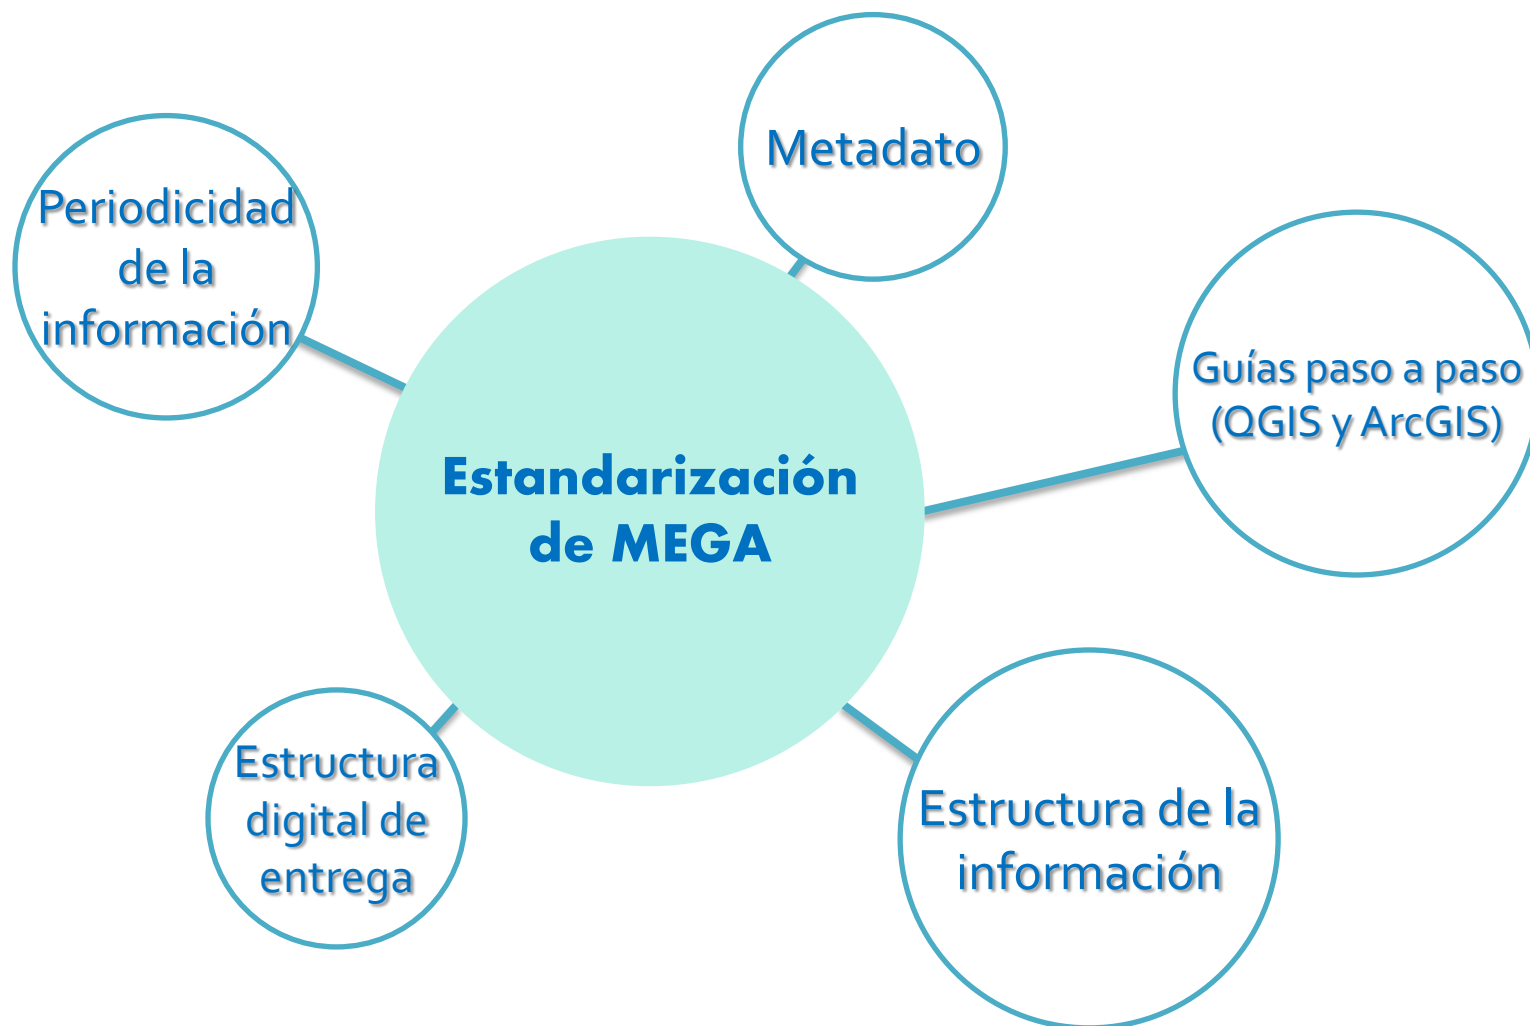 Metadato
Periodicidad
de la
información
Guías paso a paso
(QGIS y ArcGIS)
Estandarización
de MEGA
Estructura
digital de
entrega
Estructura de la
información